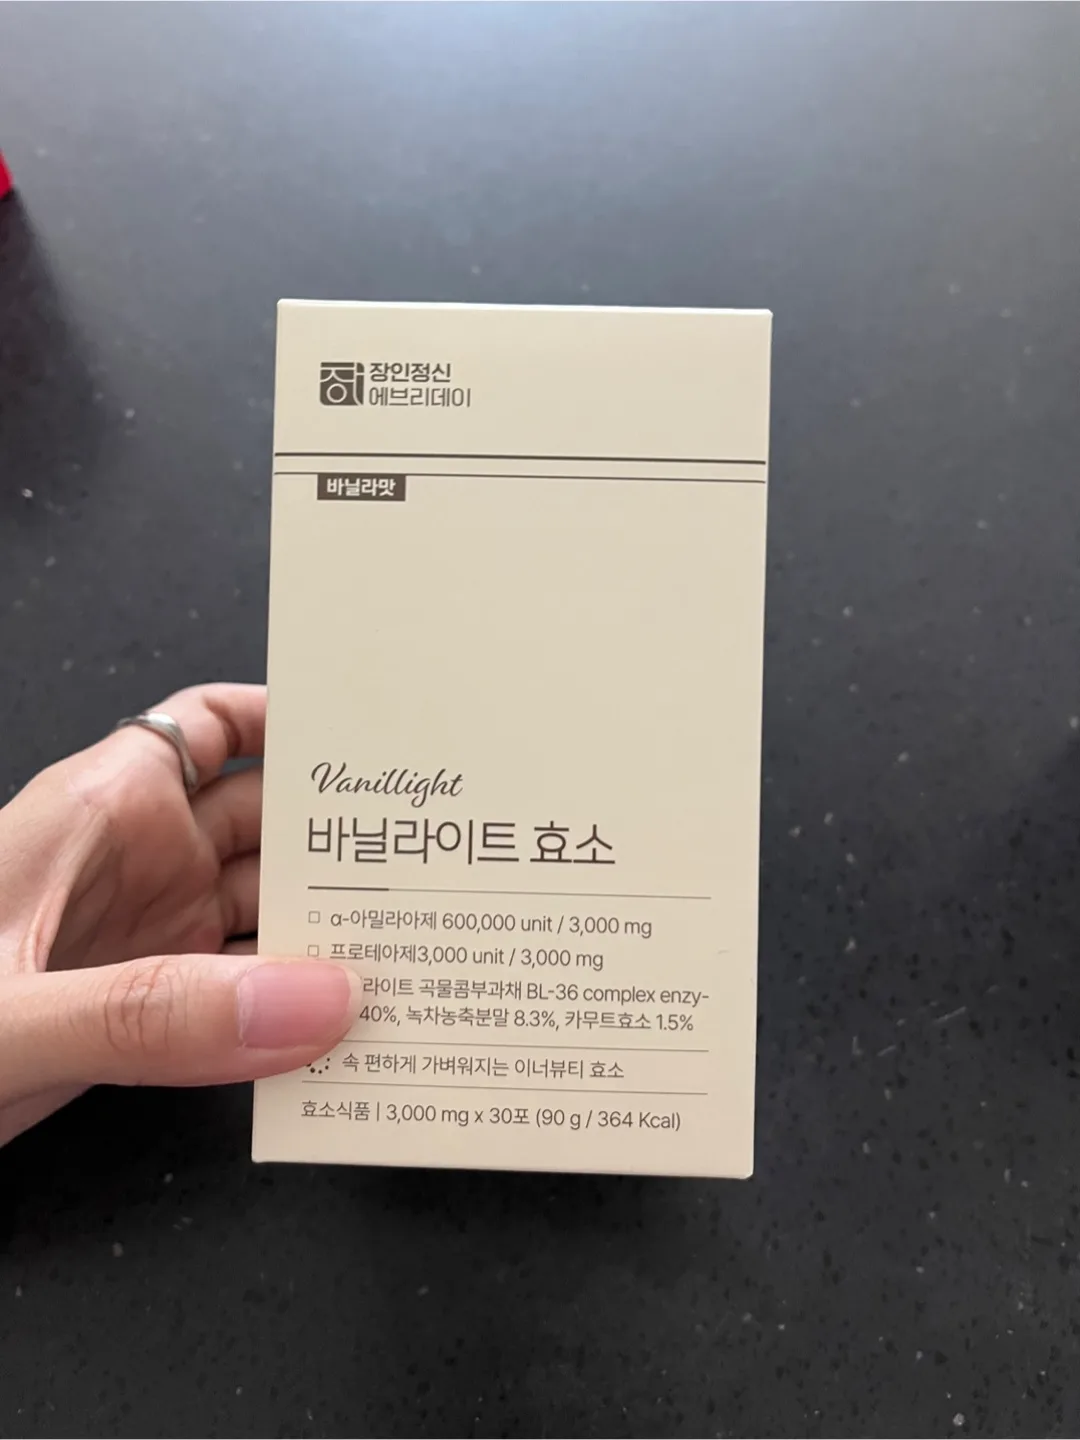 장인정신
에브리데이
바닐라맛
Vanillight
바닐라이트 효소
□ α-아밀라아제 600,000 unit / 3,000 mg
□ 프로테아제3,000 unit / 3,000 mg
라이트 곡물콤부과채 BL-36 complex enzy-
40%, 녹차농축분말 8.3%, 카무트효소 1.5%
속 편하게 가벼워지는 이너뷰티 효소
효소식품 | 3,000 mg x 30포 (90 g / 364 Kcal)